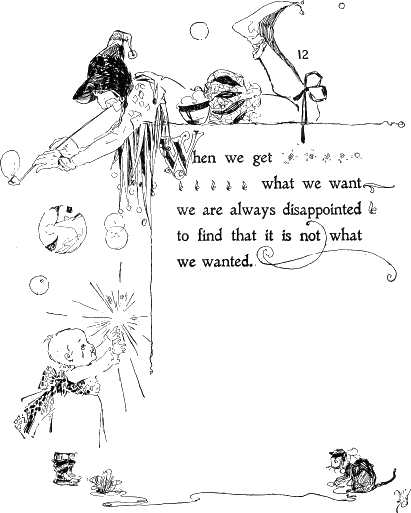 12
When we get
what we want
we are always disappointed
to find that it is not what
we wanted.